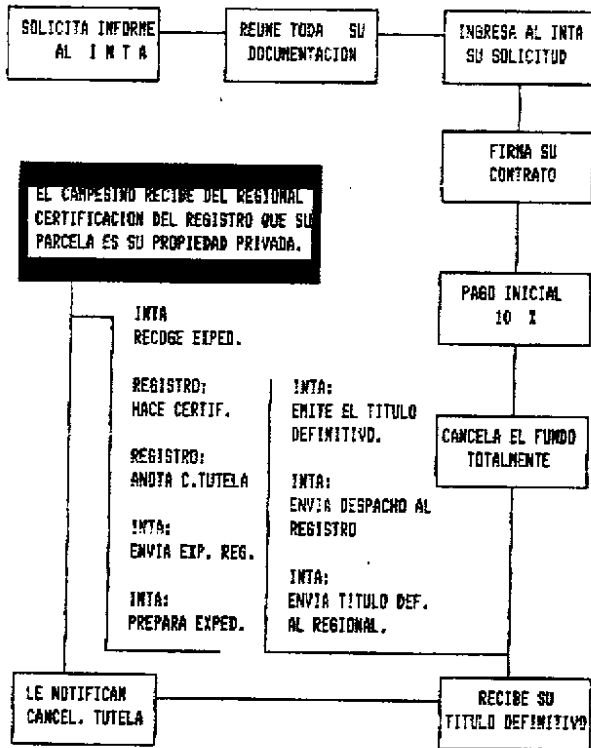 SOLICITA INFORME
AL I N T A
REUNE TODA SU
DOCUMENTACION
INGRESA AL INTA
SU SOLICITUD
FIRMA SU
CONTRATO
EL CAMPESINO RECIBE DEL REGIONAL
CERTIFICACION DEL REGISTRO QUE SU
PARCELA ES SU PROPIEDAD PRIVADA.
PAGO INICIAL
10 %
INTA
RECOGE EXPED.
REGISTRO:
HACE CERTIF.
REGISTRO:
ANOTA C.TUTELA
INTA:
ENVIA EXP. REG.
INTA:
PREPARA EXPED.
INTA:
EMITE EL TITULO
DEFINITIVO.
INTA:
ENVIA DESPACHO AL
REGISTRO
INTA:
ENVIA TITULO DEF.
AL REGIONAL.
CANCELA EL FUNDO
TOTALMENTE
LE NOTIFICAN
CANCEL. TUTELA
RECIBE SU
TITULO DEFINITIVO